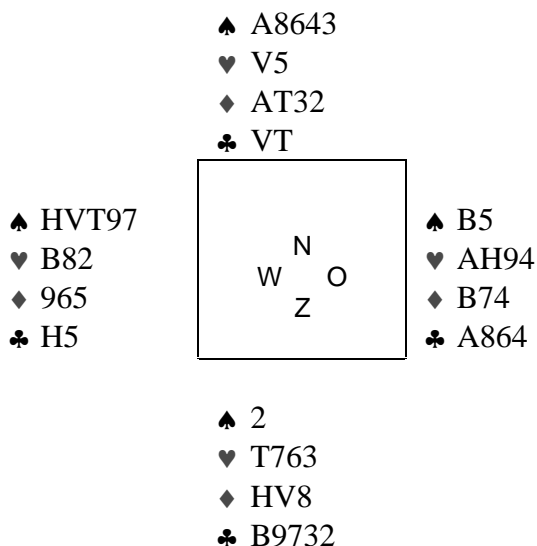 ♠ A8643
♥ V5
♦ AT32
♣ VT
♠ HVT97
♥ B82
♦ 965
♣ H5
N
W O
Z
♠ B5
♥ AH94
♦ B74
♣ A864
♠ 2
♥ T763
♦ HV8
♣ B9732